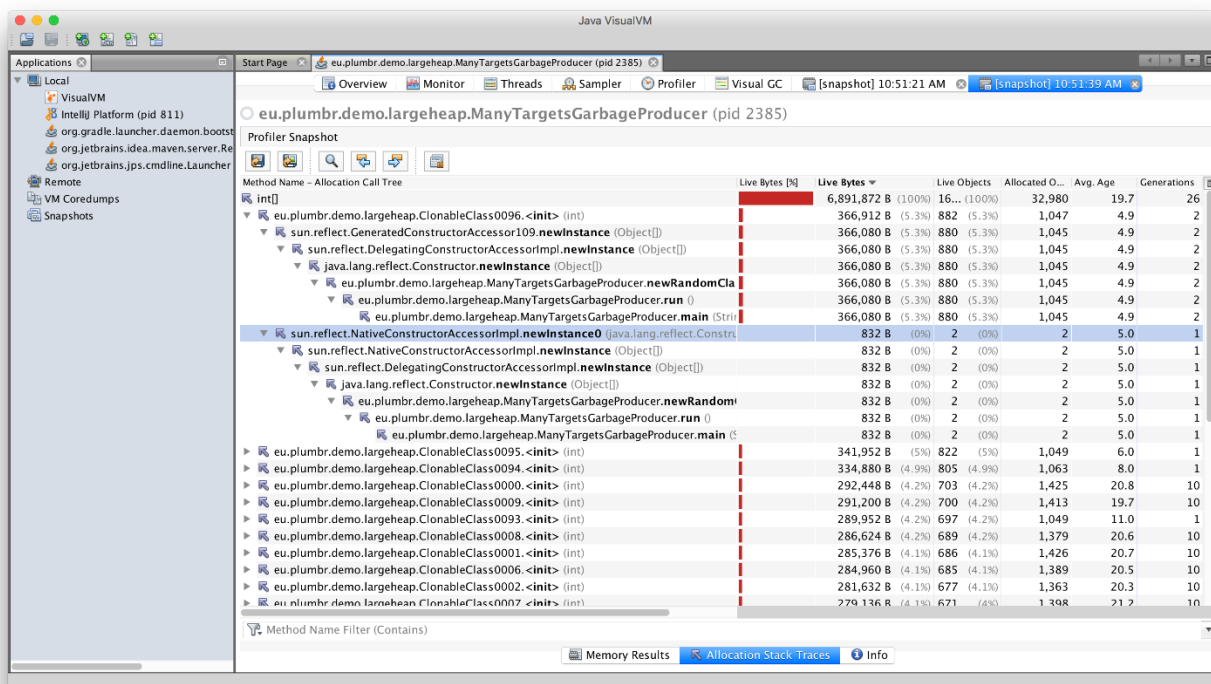 Java VisualVM
Applications
Start Page eu.plumbr.demo.largeheap.ManyTargetsGarbageProducer (pid 2385)
Local
VisualVM
IntelliJ Platform (pid 811)
org.gradle.launcher.daemon.bootst
org.jetbrains.idea.maven.server.Re
org.jetbrains.jps.cmdline.Launcher
Remote
VM Coredumps
Snapshots
Overview Monitor Threads Sampler Profiler Visual GC [snapshot] 10:51:21 AM [snapshot] 10:51:39 AM
eu.plumbr.demo.largeheap.ManyTargetsGarbageProducer (pid 2385)
Profiler Snapshot
Method Name – Allocation Call Tree Live Bytes [%] Live Bytes Live Objects Allocated O... Avg. Age Generations
int[] 6,891,872 B (100%) 16... (100%) 32,980 19.7 26
eu.plumbr.demo.largeheap.ClonableClass0096.<init> (int) 366,912 B (5.3%) 882 (5.3%) 1,047 4.9 2
sun.reflect.GeneratedConstructorAccessor109.newInstance (Object[]) 366,080 B (5.3%) 880 (5.3%) 1,045 4.9 2
sun.reflect.DelegatingConstructorAccessorImpl.newInstance (Object[]) 366,080 B (5.3%) 880 (5.3%) 1,045 4.9 2
java.lang.reflect.Constructor.newInstance (Object[]) 366,080 B (5.3%) 880 (5.3%) 1,045 4.9 2
eu.plumbr.demo.largeheap.ManyTargetsGarbageProducer.newRandomCla 366,080 B (5.3%) 880 (5.3%) 1,045 4.9 2
eu.plumbr.demo.largeheap.ManyTargetsGarbageProducer.run () 366,080 B (5.3%) 880 (5.3%) 1,045 4.9 2
eu.plumbr.demo.largeheap.ManyTargetsGarbageProducer.main (Strin 366,080 B (5.3%) 880 (5.3%) 1,045 4.9 2
sun.reflect.NativeConstructorAccessorImpl.newInstance0 (java.lang.reflect.Constru 832 B (0%) 2 (0%) 2 5.0 1
sun.reflect.NativeConstructorAccessorImpl.newInstance (Object[]) 832 B (0%) 2 (0%) 2 5.0 1
sun.reflect.DelegatingConstructorAccessorImpl.newInstance (Object[]) 832 B (0%) 2 (0%) 2 5.0 1
java.lang.reflect.Constructor.newInstance (Object[]) 832 B (0%) 2 (0%) 2 5.0 1
eu.plumbr.demo.largeheap.ManyTargetsGarbageProducer.newRandom 832 B (0%) 2 (0%) 2 5.0 1
eu.plumbr.demo.largeheap.ManyTargetsGarbageProducer.run () 832 B (0%) 2 (0%) 2 5.0 1
eu.plumbr.demo.largeheap.ManyTargetsGarbageProducer.main (S 832 B (0%) 2 (0%) 2 5.0 1
eu.plumbr.demo.largeheap.ClonableClass0095.<init> (int) 341,952 B (5%) 822 (5%) 1,049 6.0 1
eu.plumbr.demo.largeheap.ClonableClass0094.<init> (int) 334,880 B (4.9%) 805 (4.9%) 1,063 8.0 1
eu.plumbr.demo.largeheap.ClonableClass0000.<init> (int) 292,448 B (4.2%) 703 (4.2%) 1,425 20.8 10
eu.plumbr.demo.largeheap.ClonableClass0009.<init> (int) 291,200 B (4.2%) 700 (4.2%) 1,413 19.7 10
eu.plumbr.demo.largeheap.ClonableClass0093.<init> (int) 289,952 B (4.2%) 697 (4.2%) 1,049 11.0 1
eu.plumbr.demo.largeheap.ClonableClass0008.<init> (int) 286,624 B (4.2%) 689 (4.2%) 1,379 20.6 10
eu.plumbr.demo.largeheap.ClonableClass0001.<init> (int) 285,376 B (4.1%) 686 (4.1%) 1,426 20.7 10
eu.plumbr.demo.largeheap.ClonableClass0006.<init> (int) 284,960 B (4.1%) 685 (4.1%) 1,389 20.5 10
eu.plumbr.demo.largeheap.ClonableClass0002.<init> (int) 281,632 B (4.1%) 677 (4.1%) 1,363 20.3 10
eu.plumbr.demo.largeheap.ClonableClass0007.<init> (int) 279,136 B (4.1%) 671 (4%) 1,398 21.2 10
Method Name Filter (Contains)
Memory Results Allocation Stack Traces Info